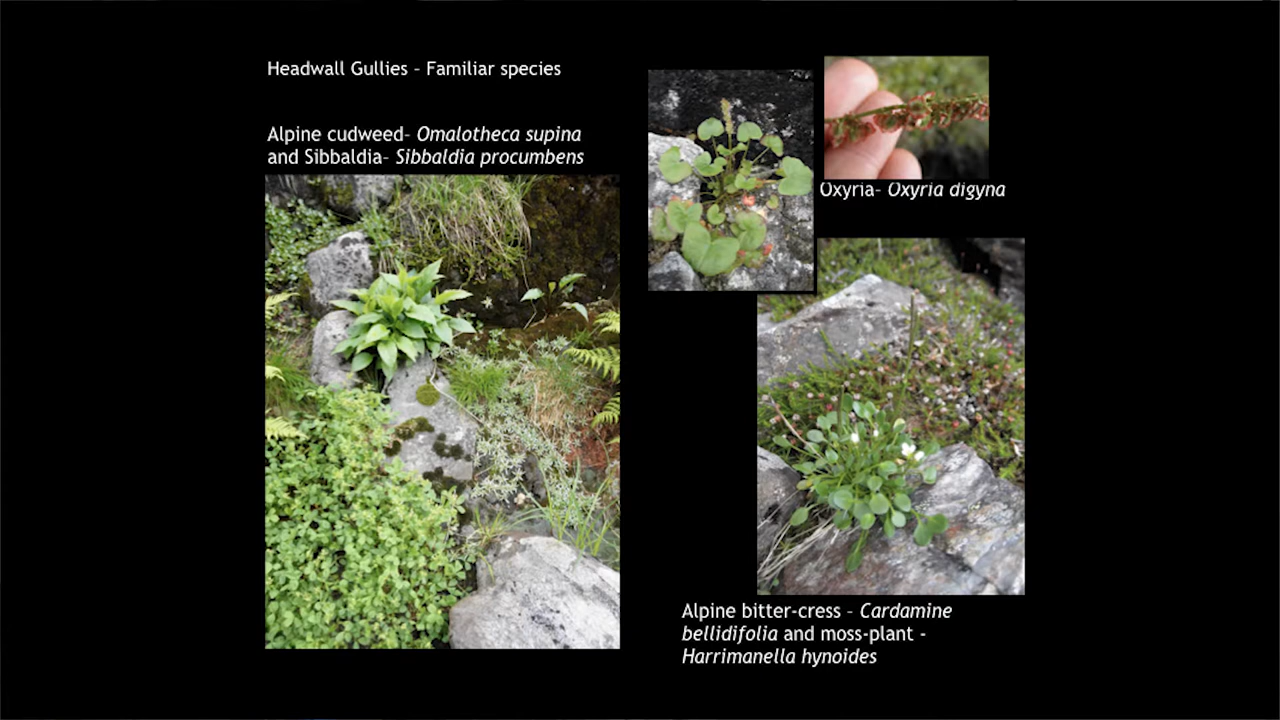 Headwall Gullies – Familiar species
Alpine cudweed– Omalotheca supina
and Sibbaldia– Sibbaldia procumbens
Oxyria– Oxyria digyna
Alpine bitter-cress – Cardamine
bellidifolia and moss-plant -
Harrimanella hynoides